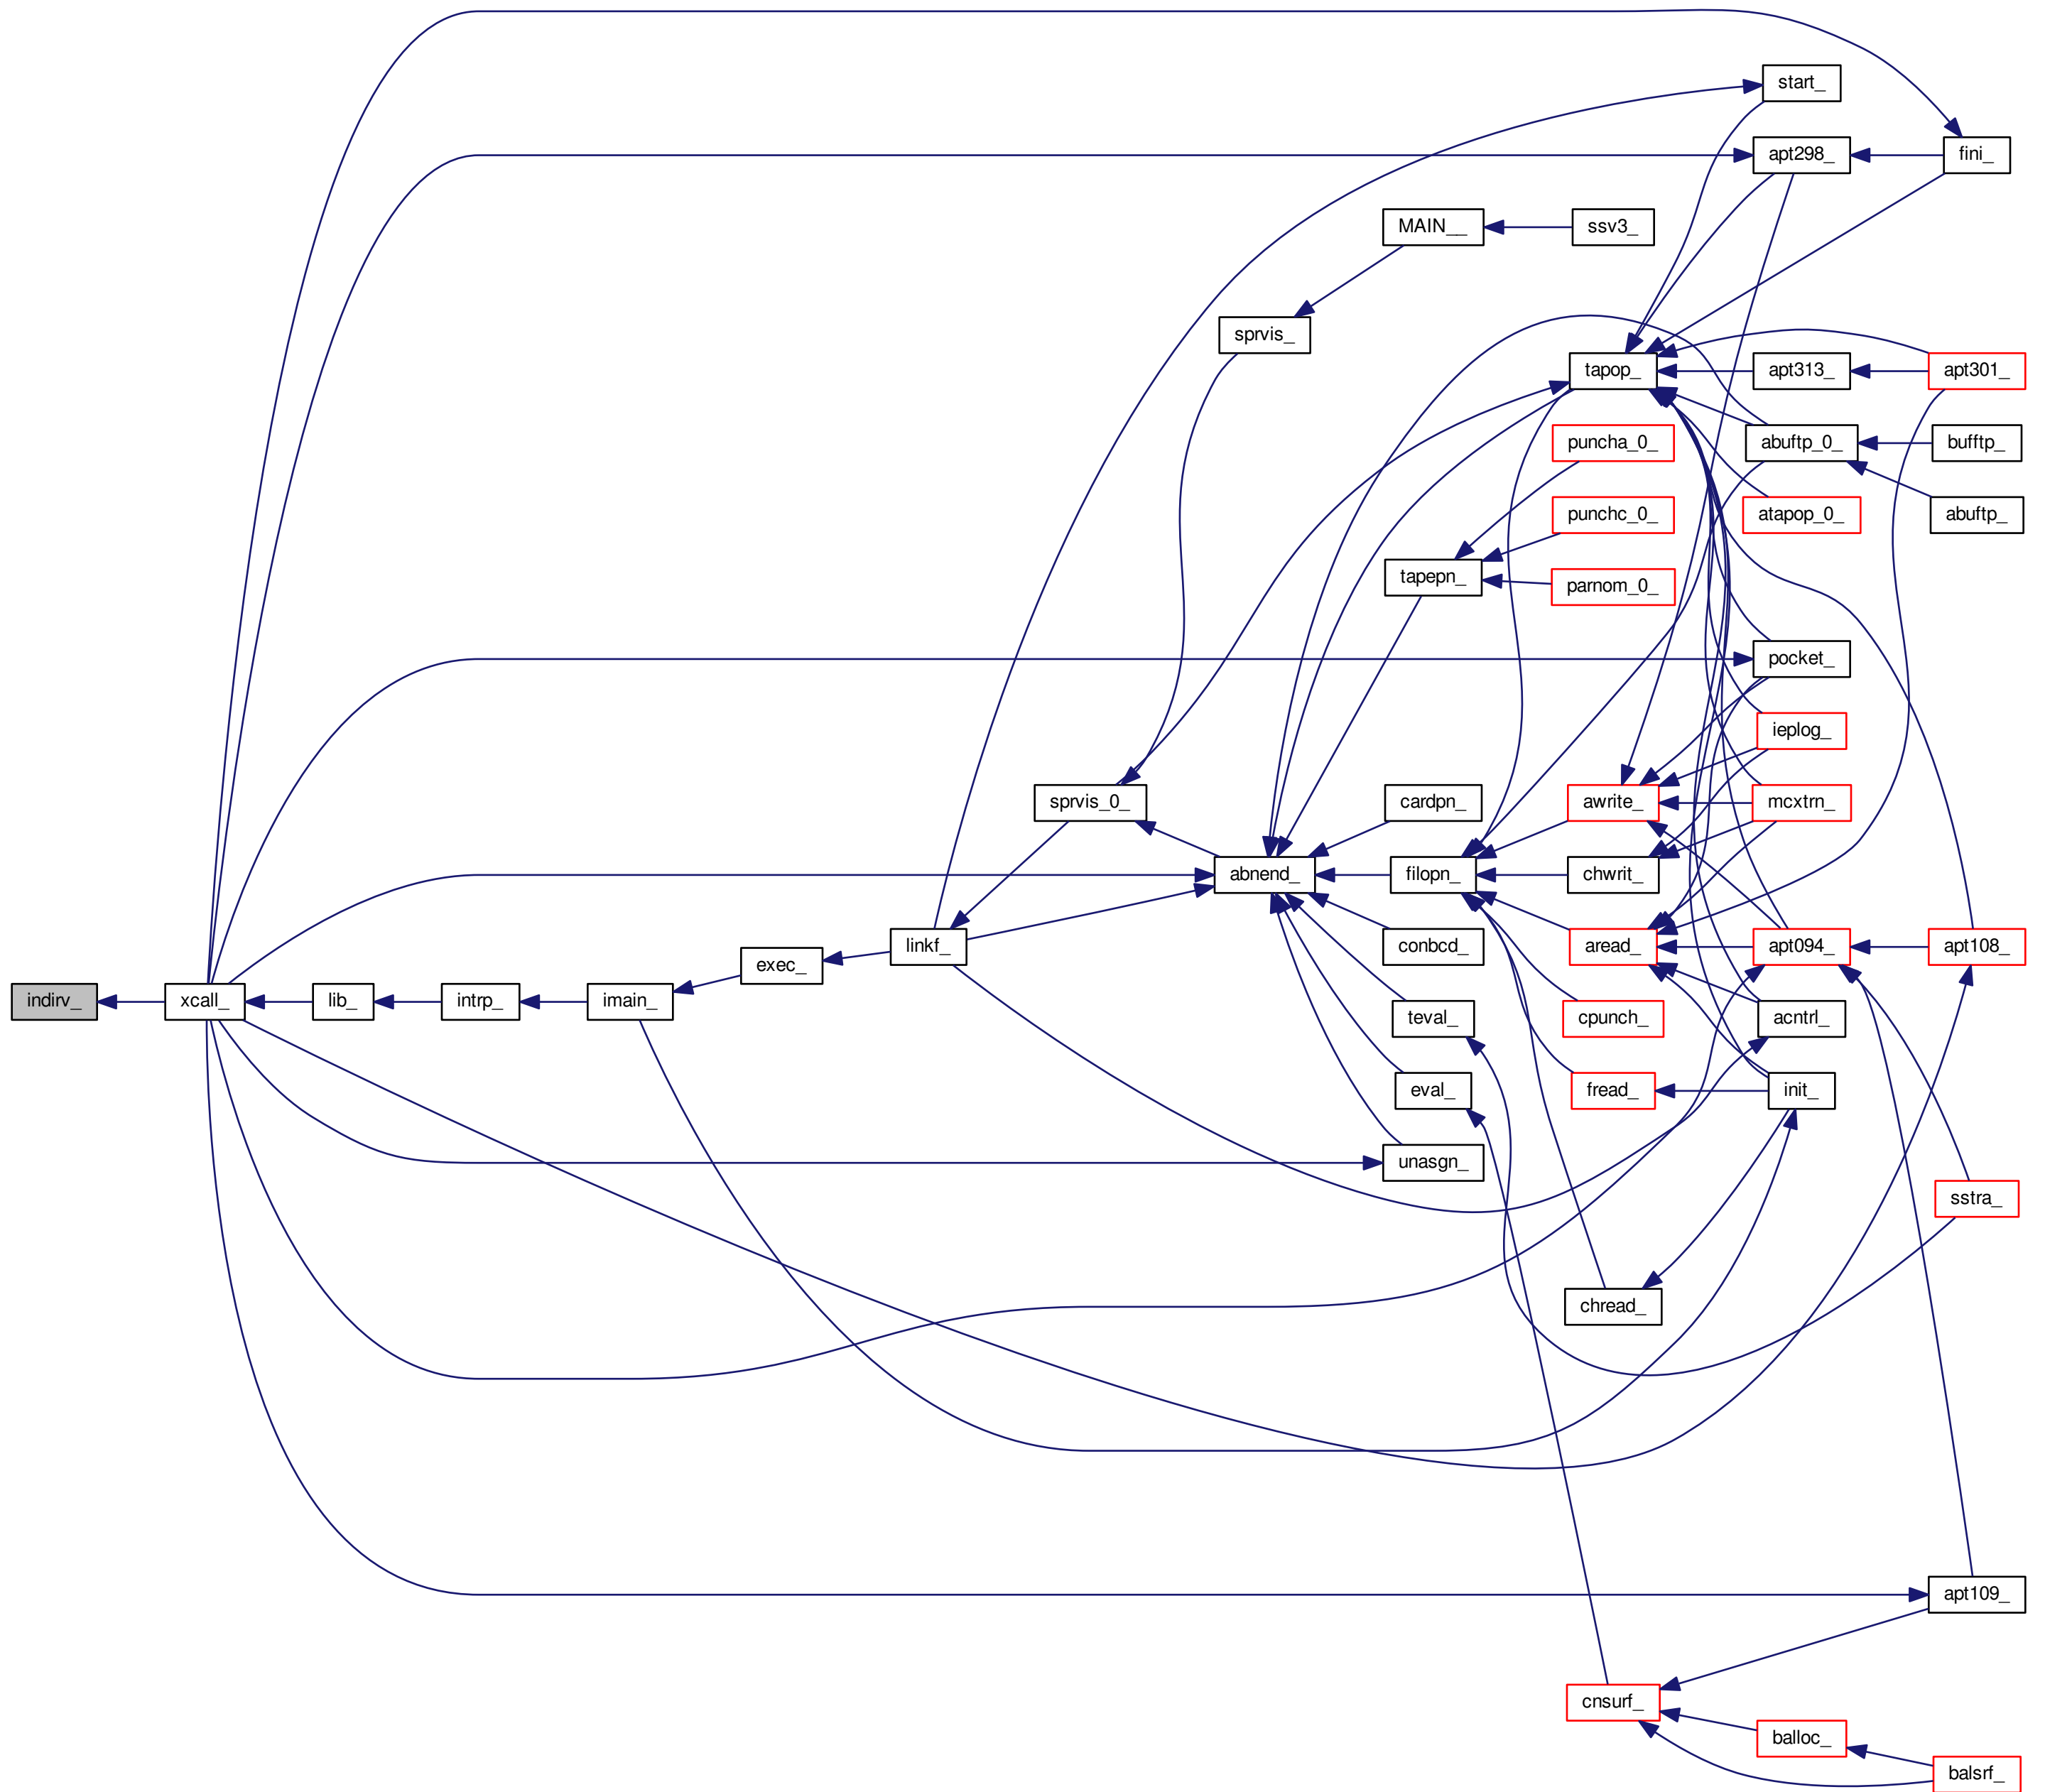 start_
apt298_
fini_
MAIN__
ssv3_
sprvis_
tapop_
apt313_
apt301_
puncha_0_
abuftp_0_
bufftp_
punchc_0_
atapop_0_
abuftp_
tapepn_
parnom_0_
pocket_
ieplog_
sprvis_0_
cardpn_
awrite_
mcxtrn_
abnend_
filopn_
chwrit_
linkf_
conbcd_
aread_
apt094_
apt108_
exec_
indirv_
xcall_
lib_
intrp_
imain_
teval_
cpunch_
acntrl_
eval_
fread_
init_
unasgn_
sstra_
chread_
apt109_
cnsurf_
balloc_
balsrf_